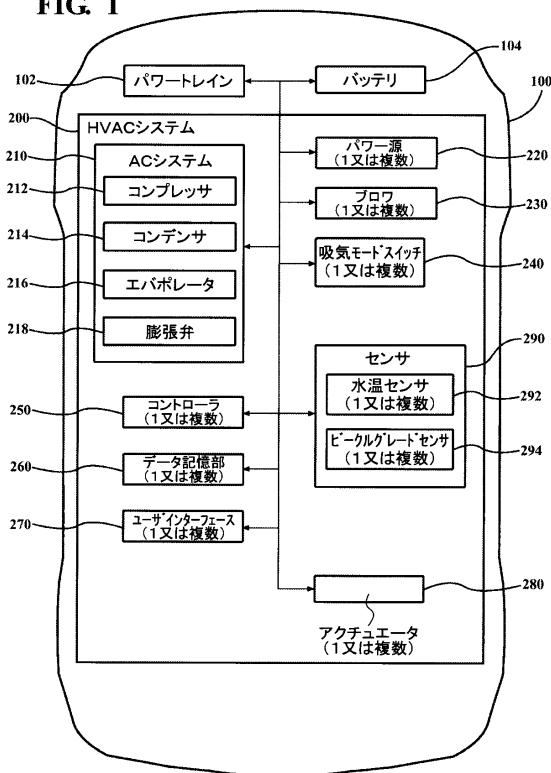 FIG. 1
102
パワートレイン
バッテリ
104
100
200
HVACシステム
210
ACシステム
212
コンプレッサ
214
コンデンサ
216
エバポレータ
218
膨張弁
パワー源
(1又は複数)
220
ブロワ
(1又は複数)
230
吸気モードスイッチ
(1又は複数)
240
センサ
290
水温センサ
(1又は複数)
292
ビークルグレードセンサ
(1又は複数)
294
250
コントローラ
(1又は複数)
260
データ記憶部
(1又は複数)
270
ユーザインターフェース
(1又は複数)
280
アクチュエータ
(1又は複数)